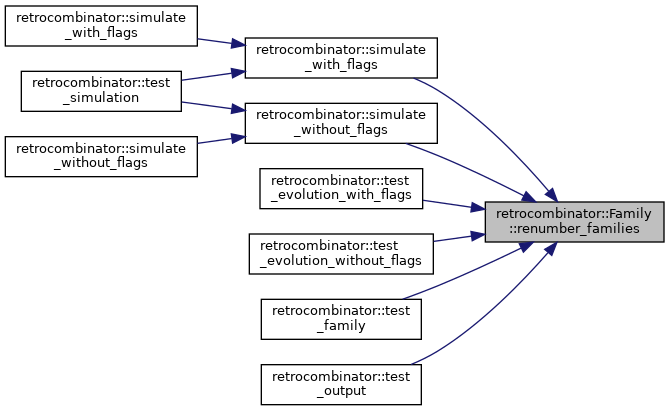 retrocombinator::simulate
_with_flags
retrocombinator::test
_simulation
retrocombinator::simulate
_without_flags
retrocombinator::simulate
_with_flags
retrocombinator::simulate
_without_flags
retrocombinator::test
_evolution_with_flags
retrocombinator::test
_evolution_without_flags
retrocombinator::test
_family
retrocombinator::test
_output
retrocombinator::Family
::renumber_families